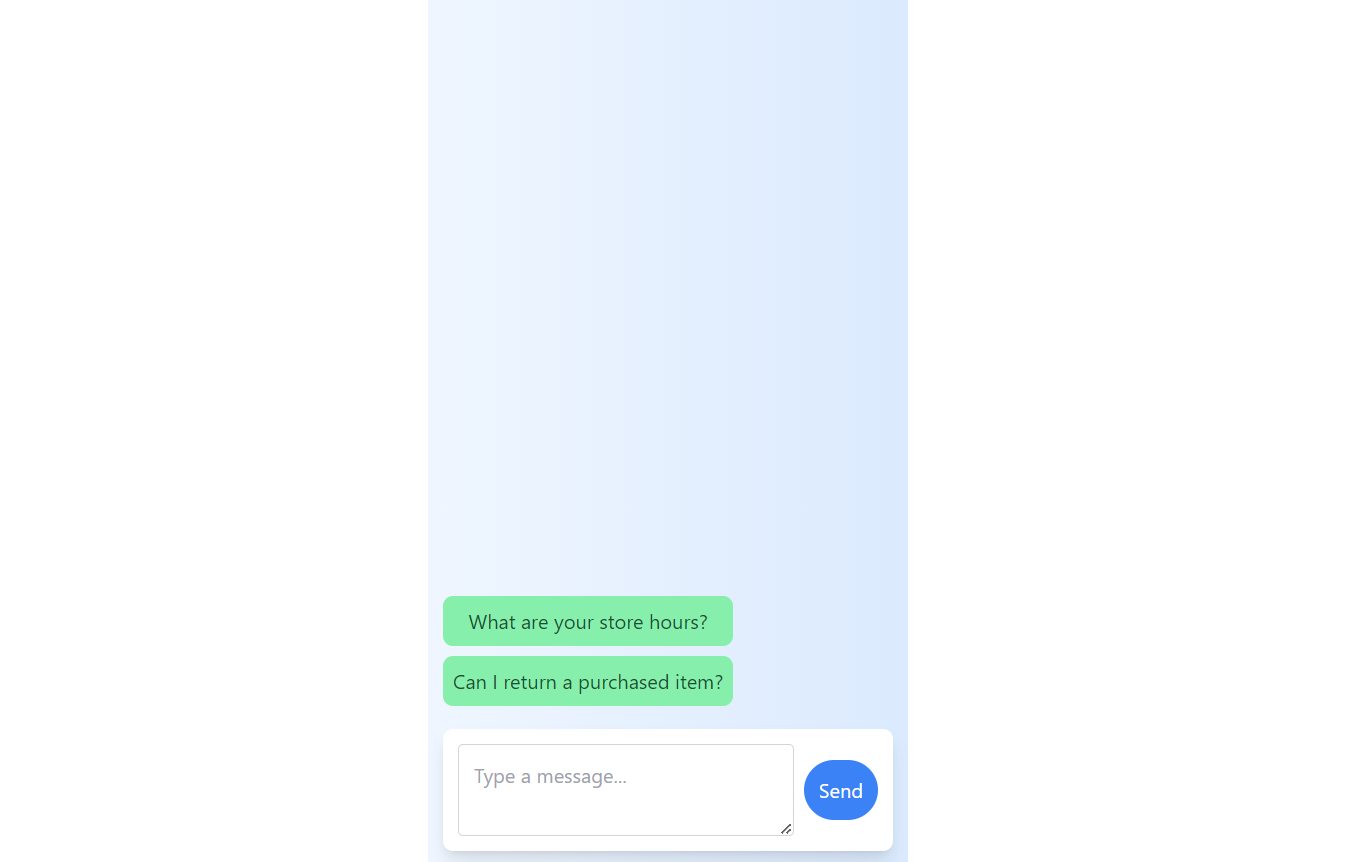 What are your store hours?
Can I return a purchased item?
Type a message...
Send